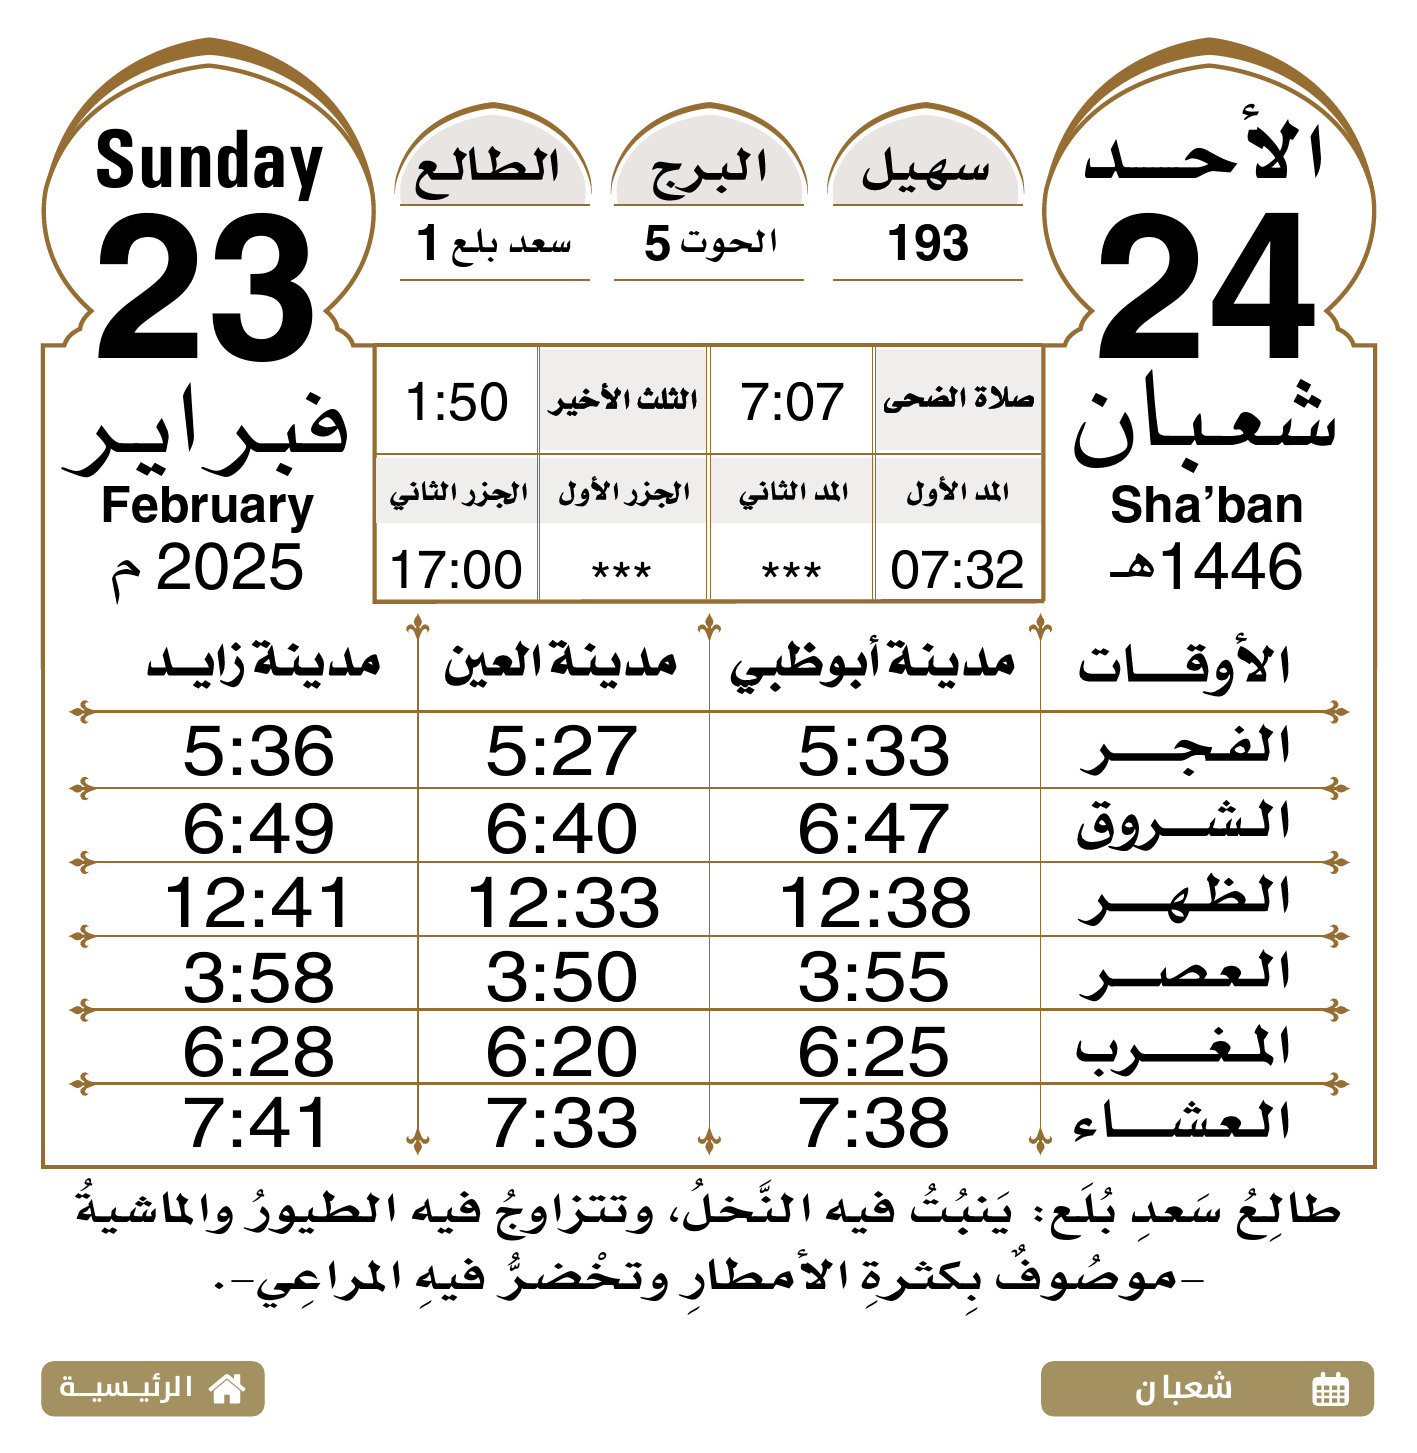 الأحد
24
شعبان
Sha'ban
1446هـ
سهيل
193
البرج
الحوت 5
الطالع
سعد بلع 1
Sunday
23
فبراير
February
2025 م
صلاة الضحى 7:07 الثلث الأخير 1:50
المد الأول المد الثاني الجزر الأول الجزر الثاني
07:32 *** *** 17:00
الأوقات مدينة أبوظبي مدينة العين مدينة زايد
الفجر 5:33 5:27 5:36
الشروق 6:47 6:40 6:49
الظهر 12:38 12:33 12:41
العصر 3:55 3:50 3:58
المغرب 6:25 6:20 6:28
العشاء 7:38 7:33 7:41
طالِعُ سَعدِ بُلَع: يَنبُتُ فيه النَّخلُ، وتتزاوجُ فيه الطيورُ والماشيةُ
-موصُوفٌ بِكثرةِ الأمطارِ وتخْضرُّ فيهِ المراعِي-.
شعبان
الرئيسية